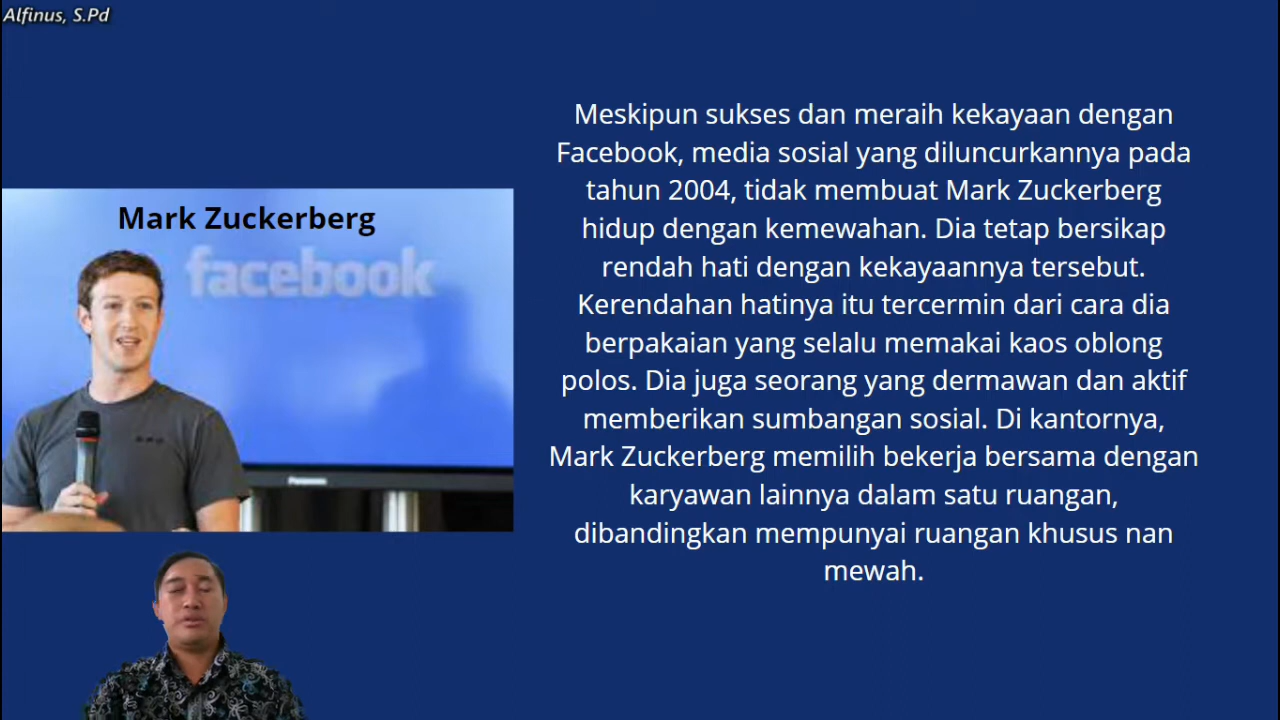 Alfinus, S.Pd
Mark Zuckerberg
facebook
Panasonic
Meskipun sukses dan meraih kekayaan dengan
Facebook, media sosial yang diluncurkannya pada
tahun 2004, tidak membuat Mark Zuckerberg
hidup dengan kemewahan. Dia tetap bersikap
rendah hati dengan kekayaannya tersebut.
Kerendahan hatinya itu tercermin dari cara dia
berpakaian yang selalu memakai kaos oblong
polos. Dia juga seorang yang dermawan dan aktif
memberikan sumbangan sosial. Di kantornya,
Mark Zuckerberg memilih bekerja bersama dengan
karyawan lainnya dalam satu ruangan,
dibandingkan mempunyai ruangan khusus nan
mewah.